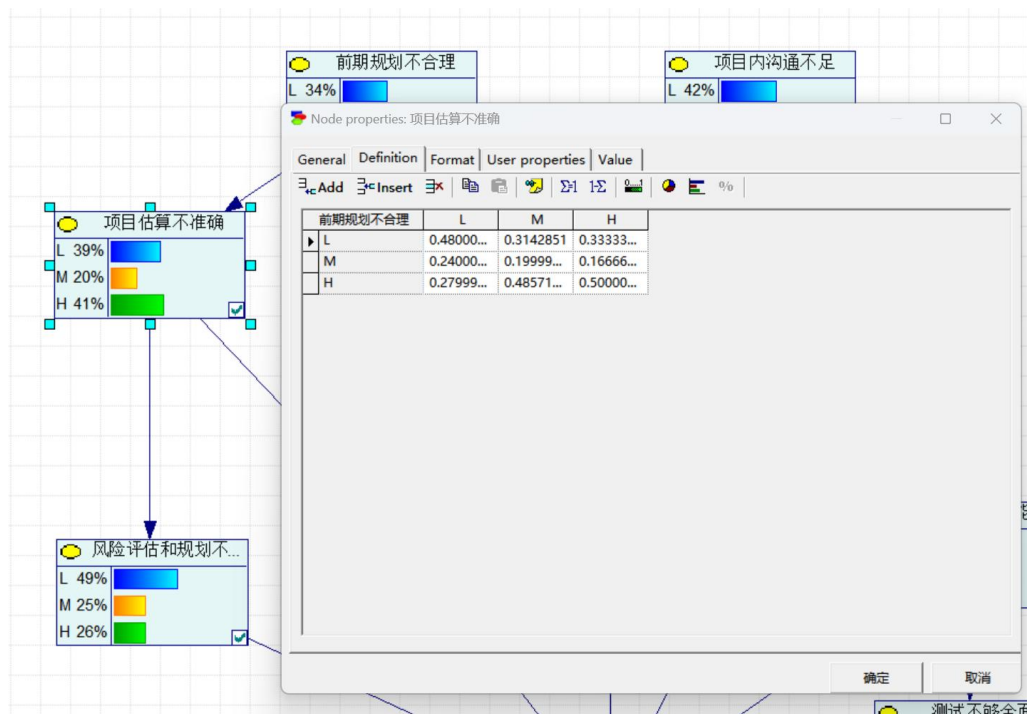 前期规划不合理
L 34%
项目内沟通不足
L 42%
Node properties: 项目估算不准确
General Definition Format User properties Value
Add Insert Σ=1 1-Σ %
前期规划不合理 L M H
L 0.48000... 0.3142851 0.33333...
M 0.24000... 0.19999... 0.16666...
H 0.27999... 0.48571... 0.50000...
项目估算不准确
L 39%
M 20%
H 41%
风险评估和规划不...
L 49%
M 25%
H 26%
确定 取消
测试不够全面